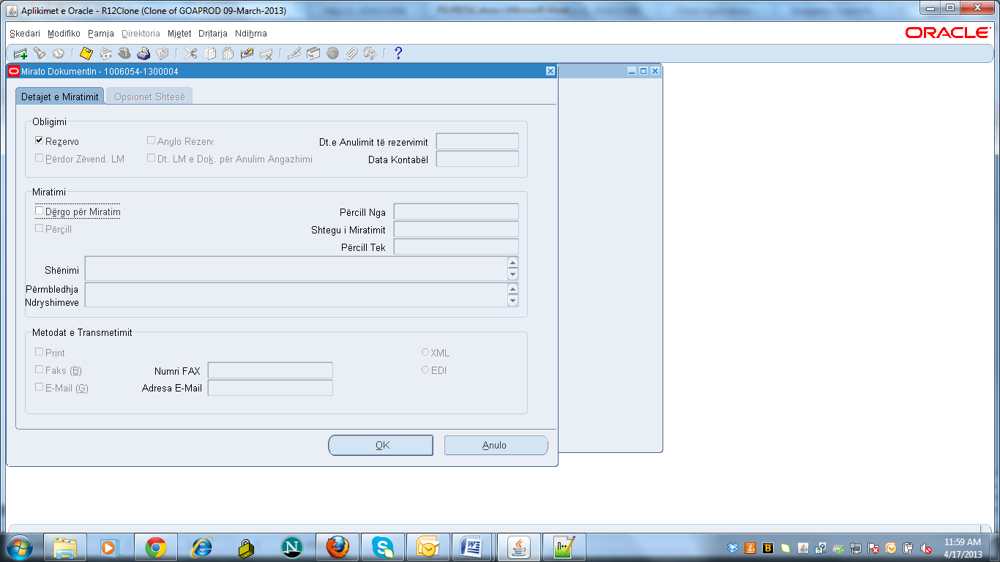 Aplikimet e Oracle - R12Clone (Clone of GOAPROD 09-March-2013)
Skedari Modifiko Pamja Direktoria Mjetet Dritarja Ndihma
ORACLE
Mirato Dokumentin - 1006054-1300004
Detajet e Miratimit Opsionet Shtesë
Obligimi
Rezervo Anulo Rezerv. Dt.e Anulimit të rezervimit
Përdor Zëvend. LM Dt. LM e Dok. për Anulim Angazhimi Data Kontabël
Miratimi
Dërgo për Miratim Përcill Nga
Përcill Shtegu i Miratimit
Përcill Tek
Shënimi
Përmbledhja
Ndryshimeve
Metodat e Transmetimit
Print XML
Faks (B) Numri FAX EDI
E-Mail (G) Adresa E-Mail
OK Anulo
11:59 AM
4/17/2013